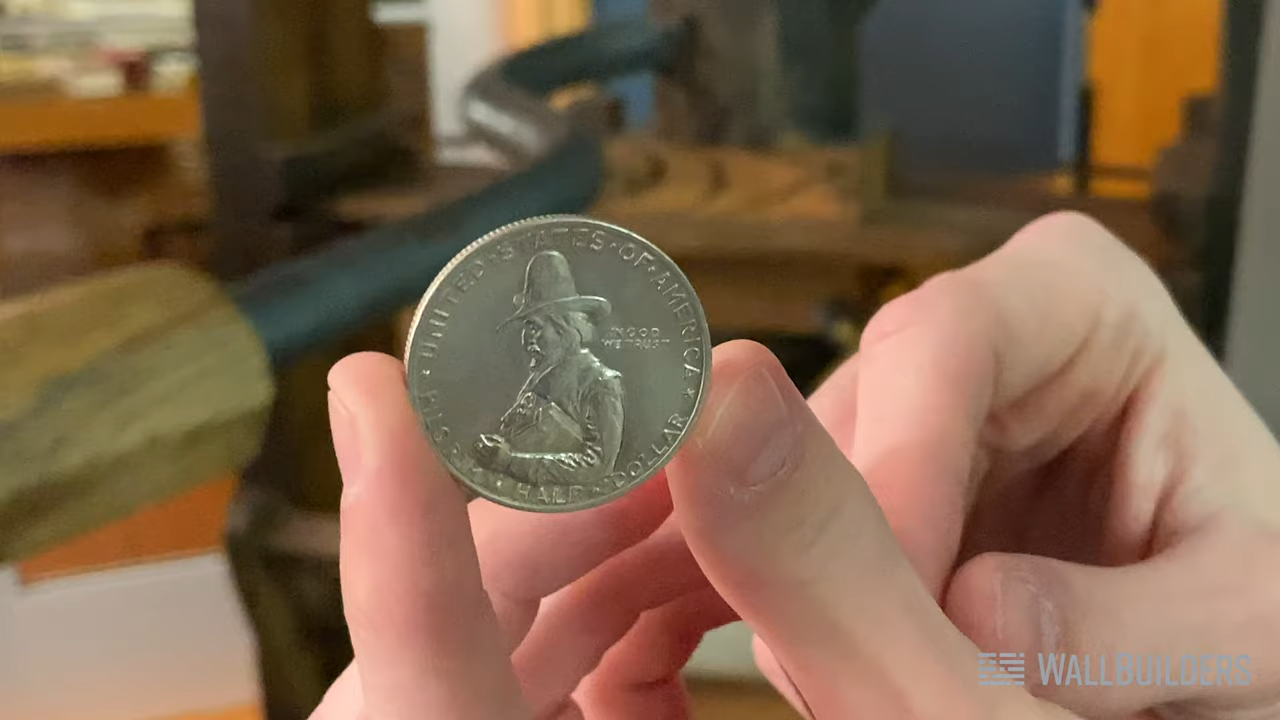 UNITED·STATES·OF·AMERICA
IN GOD
WE TRUST
HALF·DOLLAR
WALLBUILDERS